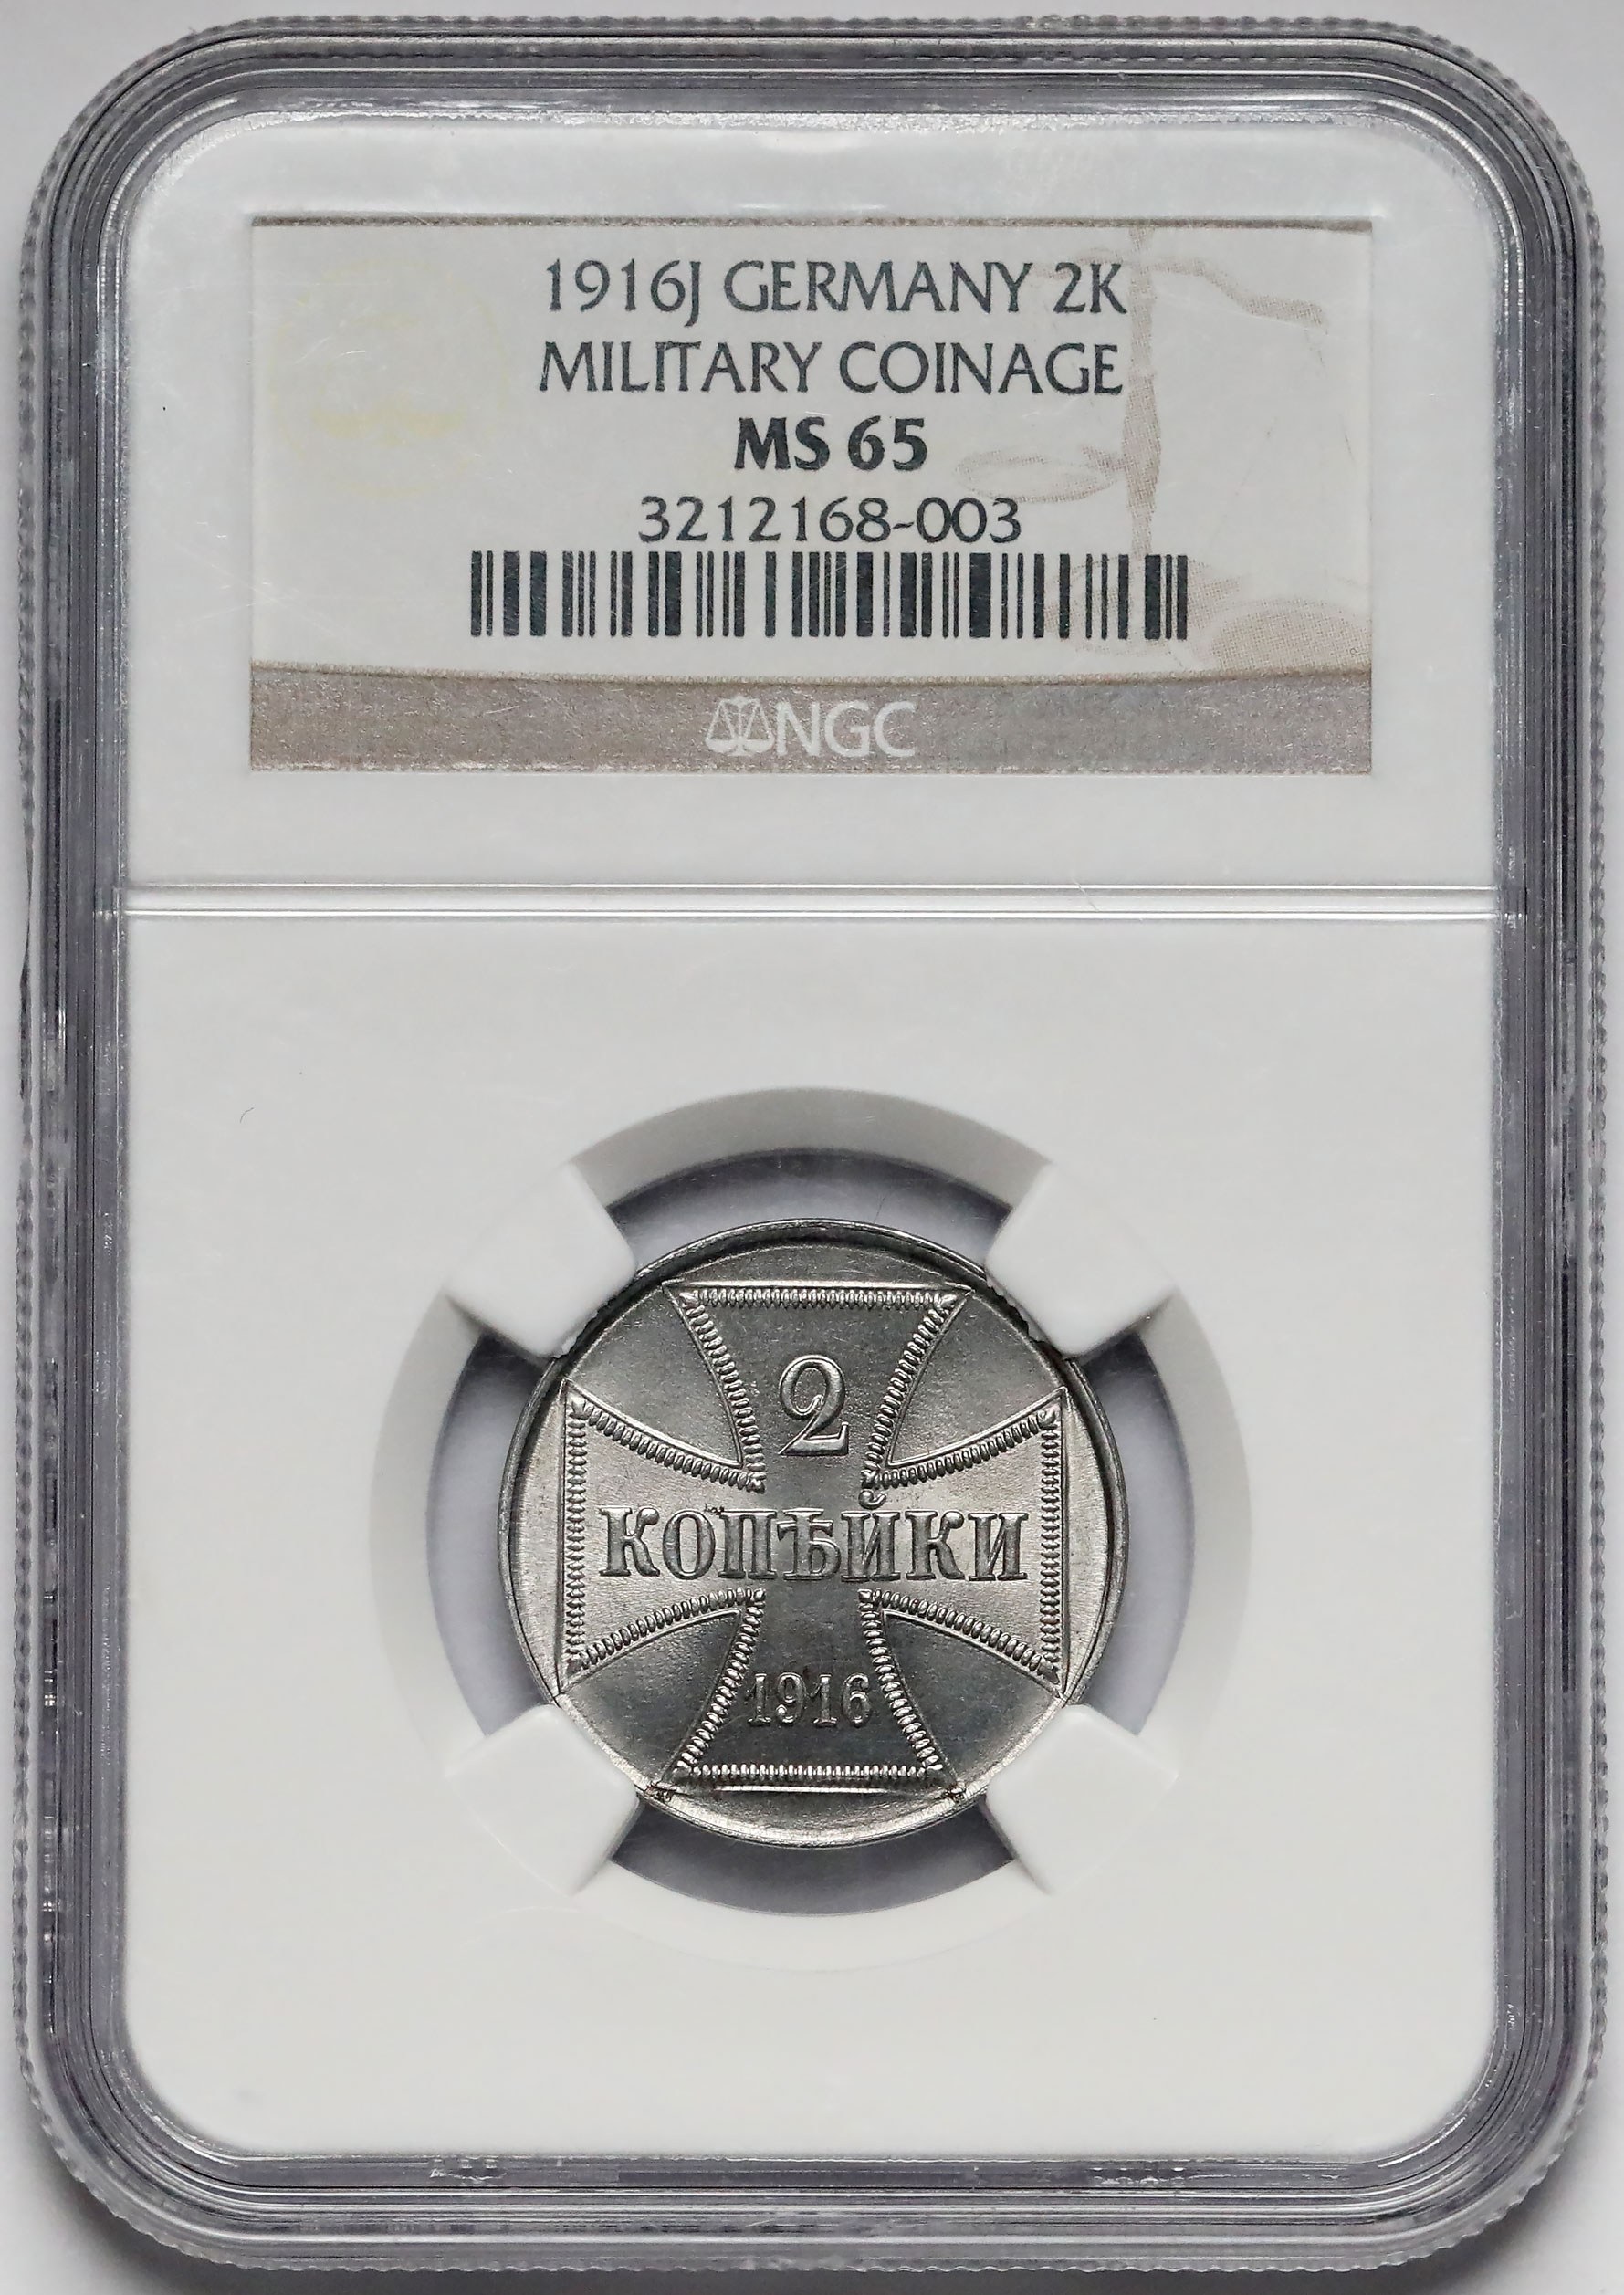 1916J GERMANY 2K
MILITARY COINAGE
MS 65
3212168-003
NGC
2
КОПѢЙКИ
1916